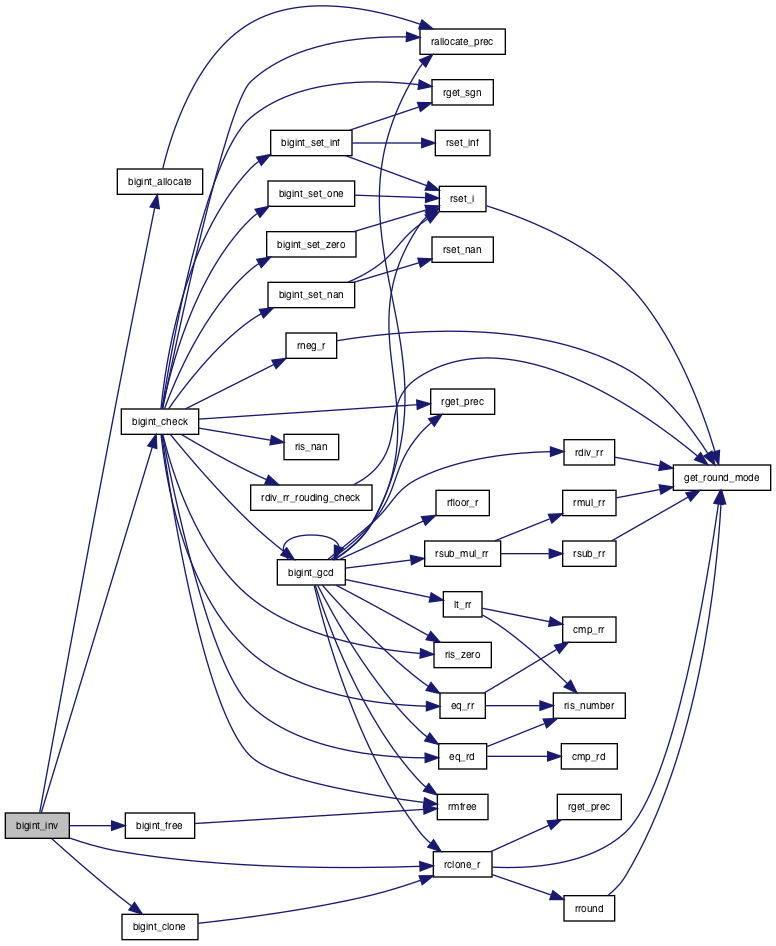 rallocate_prec
rget_sgn
bigint_set_inf
rset_inf
bigint_allocate
bigint_set_one
rset_i
bigint_set_zero
rset_nan
bigint_set_nan
rneg_r
rget_prec
bigint_check
ris_nan
rdiv_rr
get_round_mode
rdiv_rr_rouding_check
rfloor_r
rmul_rr
rsub_mul_rr
rsub_rr
bigint_gcd
lt_rr
cmp_rr
ris_zero
eq_rr
ris_number
eq_rd
cmp_rd
rmfree
rget_prec
bigint_inv
bigint_free
rclone_r
rround
bigint_clone